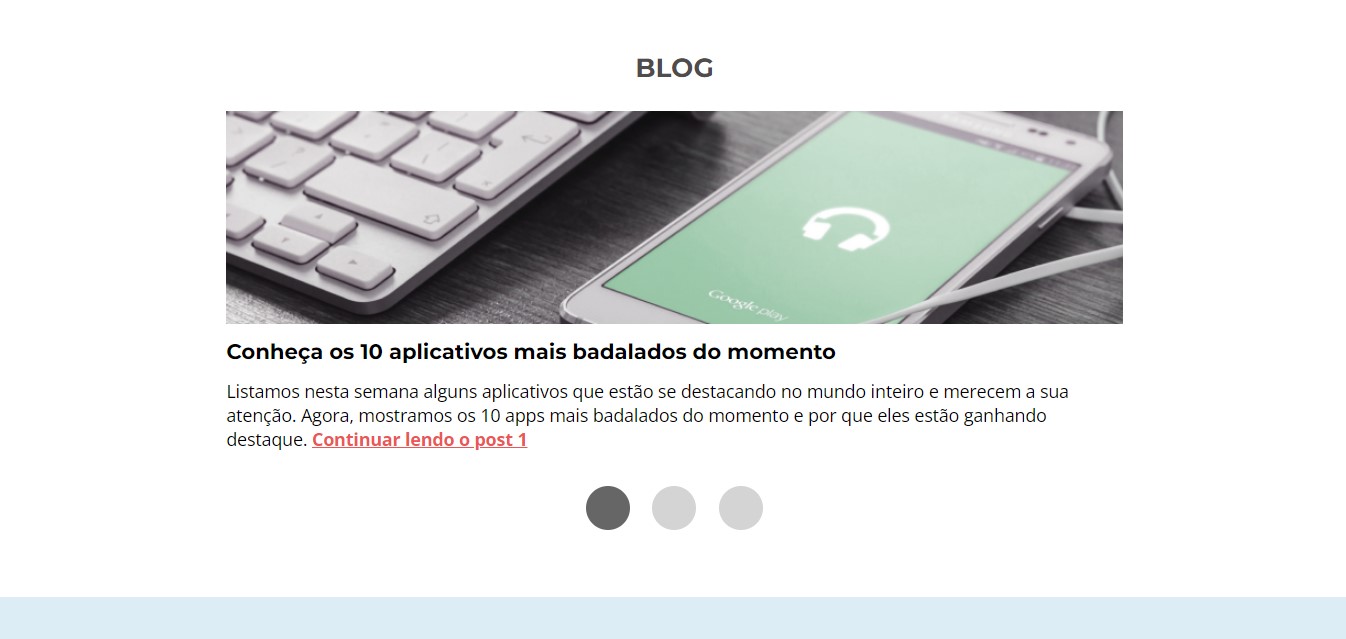 BLOG
Google play
Conheça os 10 aplicativos mais badalados do momento
Listamos nesta semana alguns aplicativos que estão se destacando no mundo inteiro e merecem a sua
atenção. Agora, mostramos os 10 apps mais badalados do momento e por que eles estão ganhando
destaque. Continuar lendo o post 1